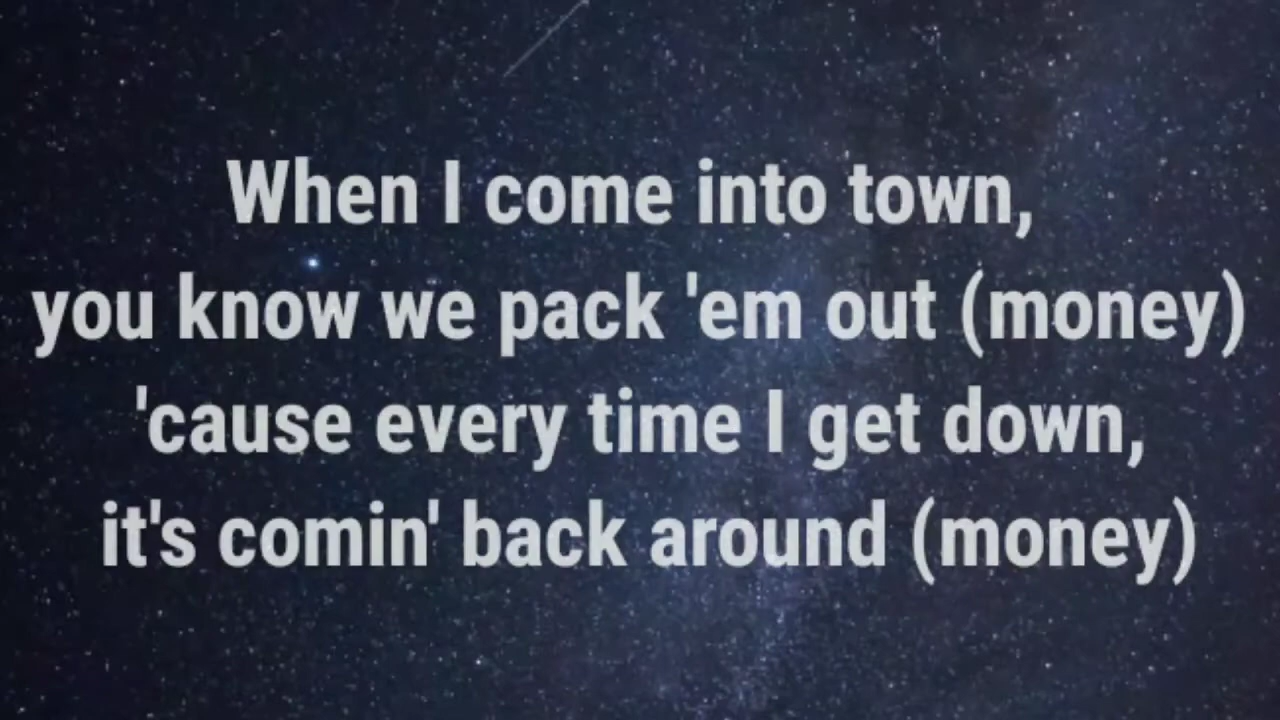 When I come into town,
you know we pack 'em out (money)
'cause every time I get down,
it's comin' back around (money)